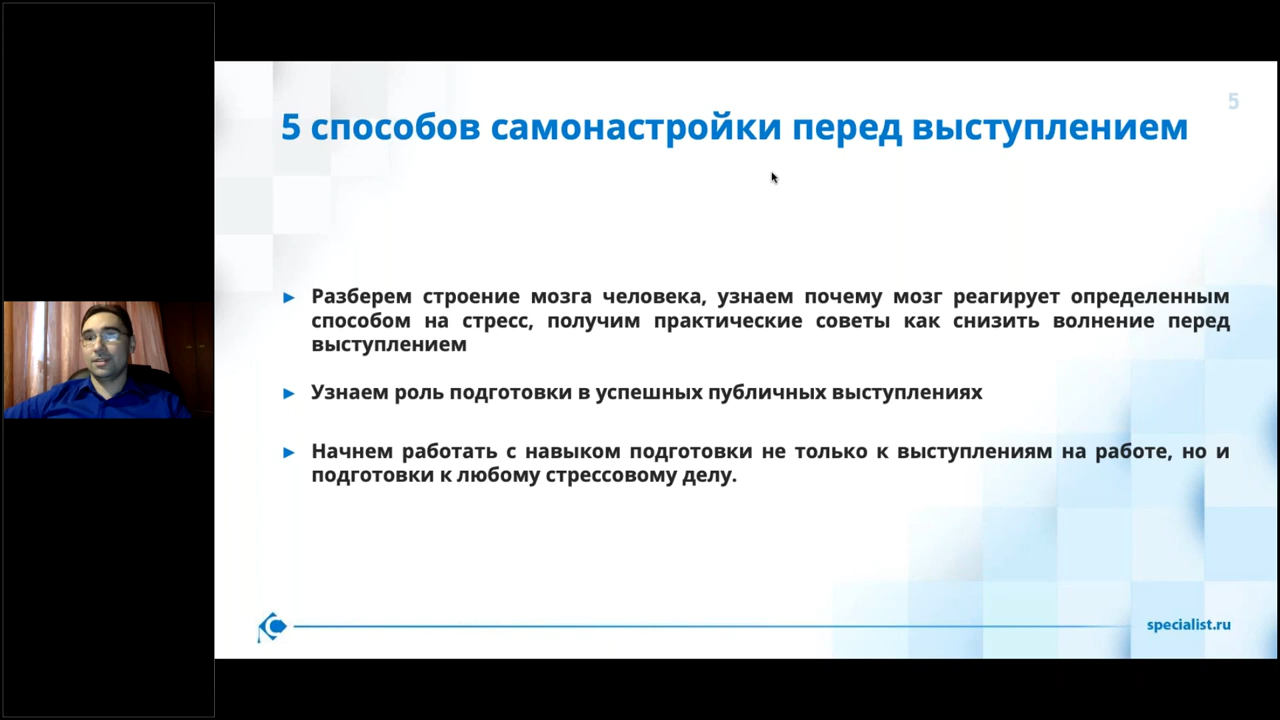 5
5 способов самонастройки перед выступлением
► Разберем строение мозга человека, узнаем почему мозг реагирует определенным
способом на стресс, получим практические советы как снизить волнение перед
выступлением
► Узнаем роль подготовки в успешных публичных выступлениях
► Начнем работать с навыком подготовки не только к выступлениям на работе, но и
подготовки к любому стрессовому делу.
specialist.ru